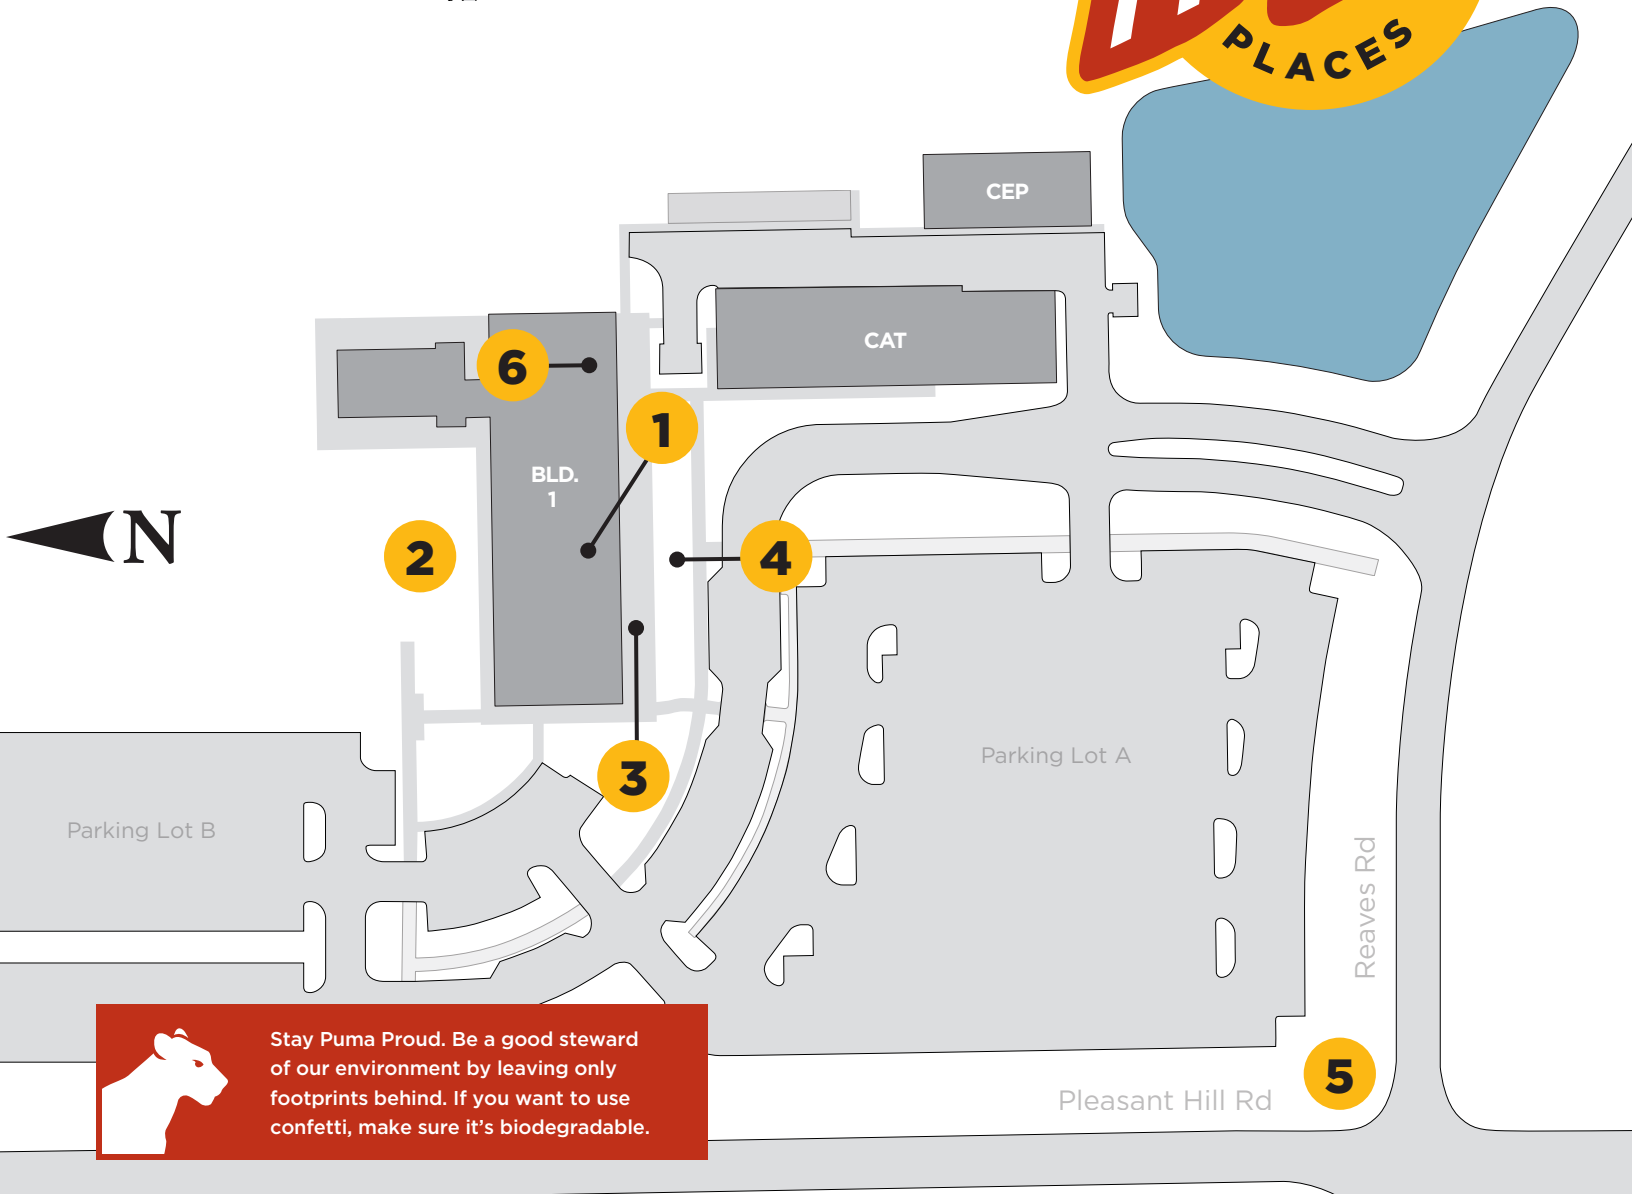 PLACES
CEP
CAT
6
1
BLD.
1
N
2
4
3
Parking Lot A
Parking Lot B
Reaves Rd
5
Pleasant Hill Rd
Stay Puma Proud. Be a good steward
of our environment by leaving only
footprints behind. If you want to use
confetti, make sure it's biodegradable.